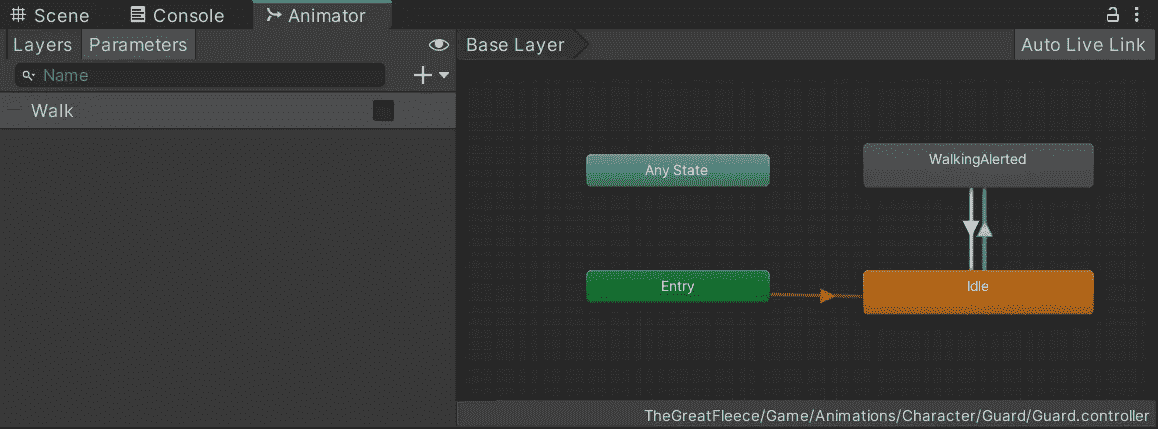 Scene Console Animator
Layers Parameters
Base Layer
Auto Live Link
Name
Walk
Any State
WalkingAlerted
Entry
Idle
TheGreatFleece/Game/Animations/Character/Guard/Guard.controller